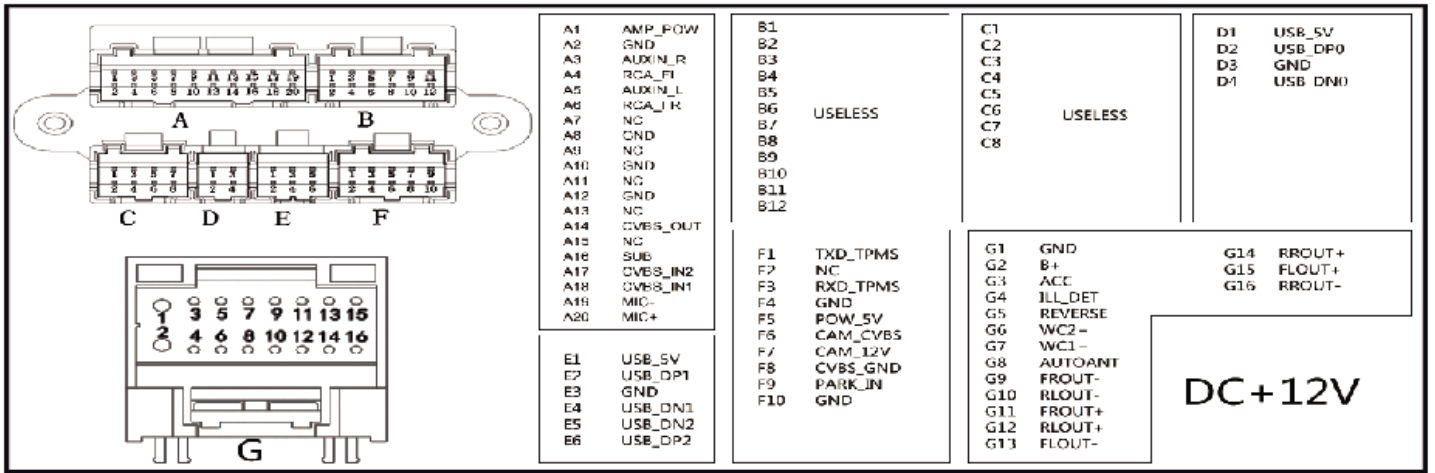 A
B
C
D
E
F
1
2
3 5 7 9 11 13 15
4 6 8 10 12 14 16
G
A1 AMP_POW
A2 GND
A3 AUXIN_R
A4 RCA_FL
A5 AUXIN_L
A6 RCA_FR
A7 NC
A8 GND
A9 NC
A10 GND
A11 NC
A12 GND
A13 NC
A14 CVBS_OUT
A15 NC
A16 SUB
A17 CVBS_IN2
A18 CVBS_IN1
A19 MIC-
A20 MIC+
B1
B2
B3
B4
B5
B6
B7
B8
B9
B10
B11
B12
USELESS
C1
C2
C3
C4
C5
C6
C7
C8
USELESS
D1 USB_5V
D2 USB_DP0
D3 GND
D4 USB_DN0
E1 USB_5V
E2 USB_DP1
E3 GND
E4 USB_DN1
E5 USB_DN2
E6 USB_DP2
F1 TXD_TPMS
F2 NC
F3 RXD_TPMS
F4 GND
F5 POW_5V
F6 CAM_CVBS
F7 CAM_12V
F8 CVBS_GND
F9 PARK_IN
F10 GND
G1 GND
G2 B+
G3 ACC
G4 ILL_DET
G5 REVERSE
G6 WC2-
G7 WC1-
G8 AUTOANT
G9 FROUT-
G10 RLOUT-
G11 FROUT+
G12 RLOUT+
G13 FLOUT-
G14 RROUT+
G15 FLOUT+
G16 RROUT-
DC+12V